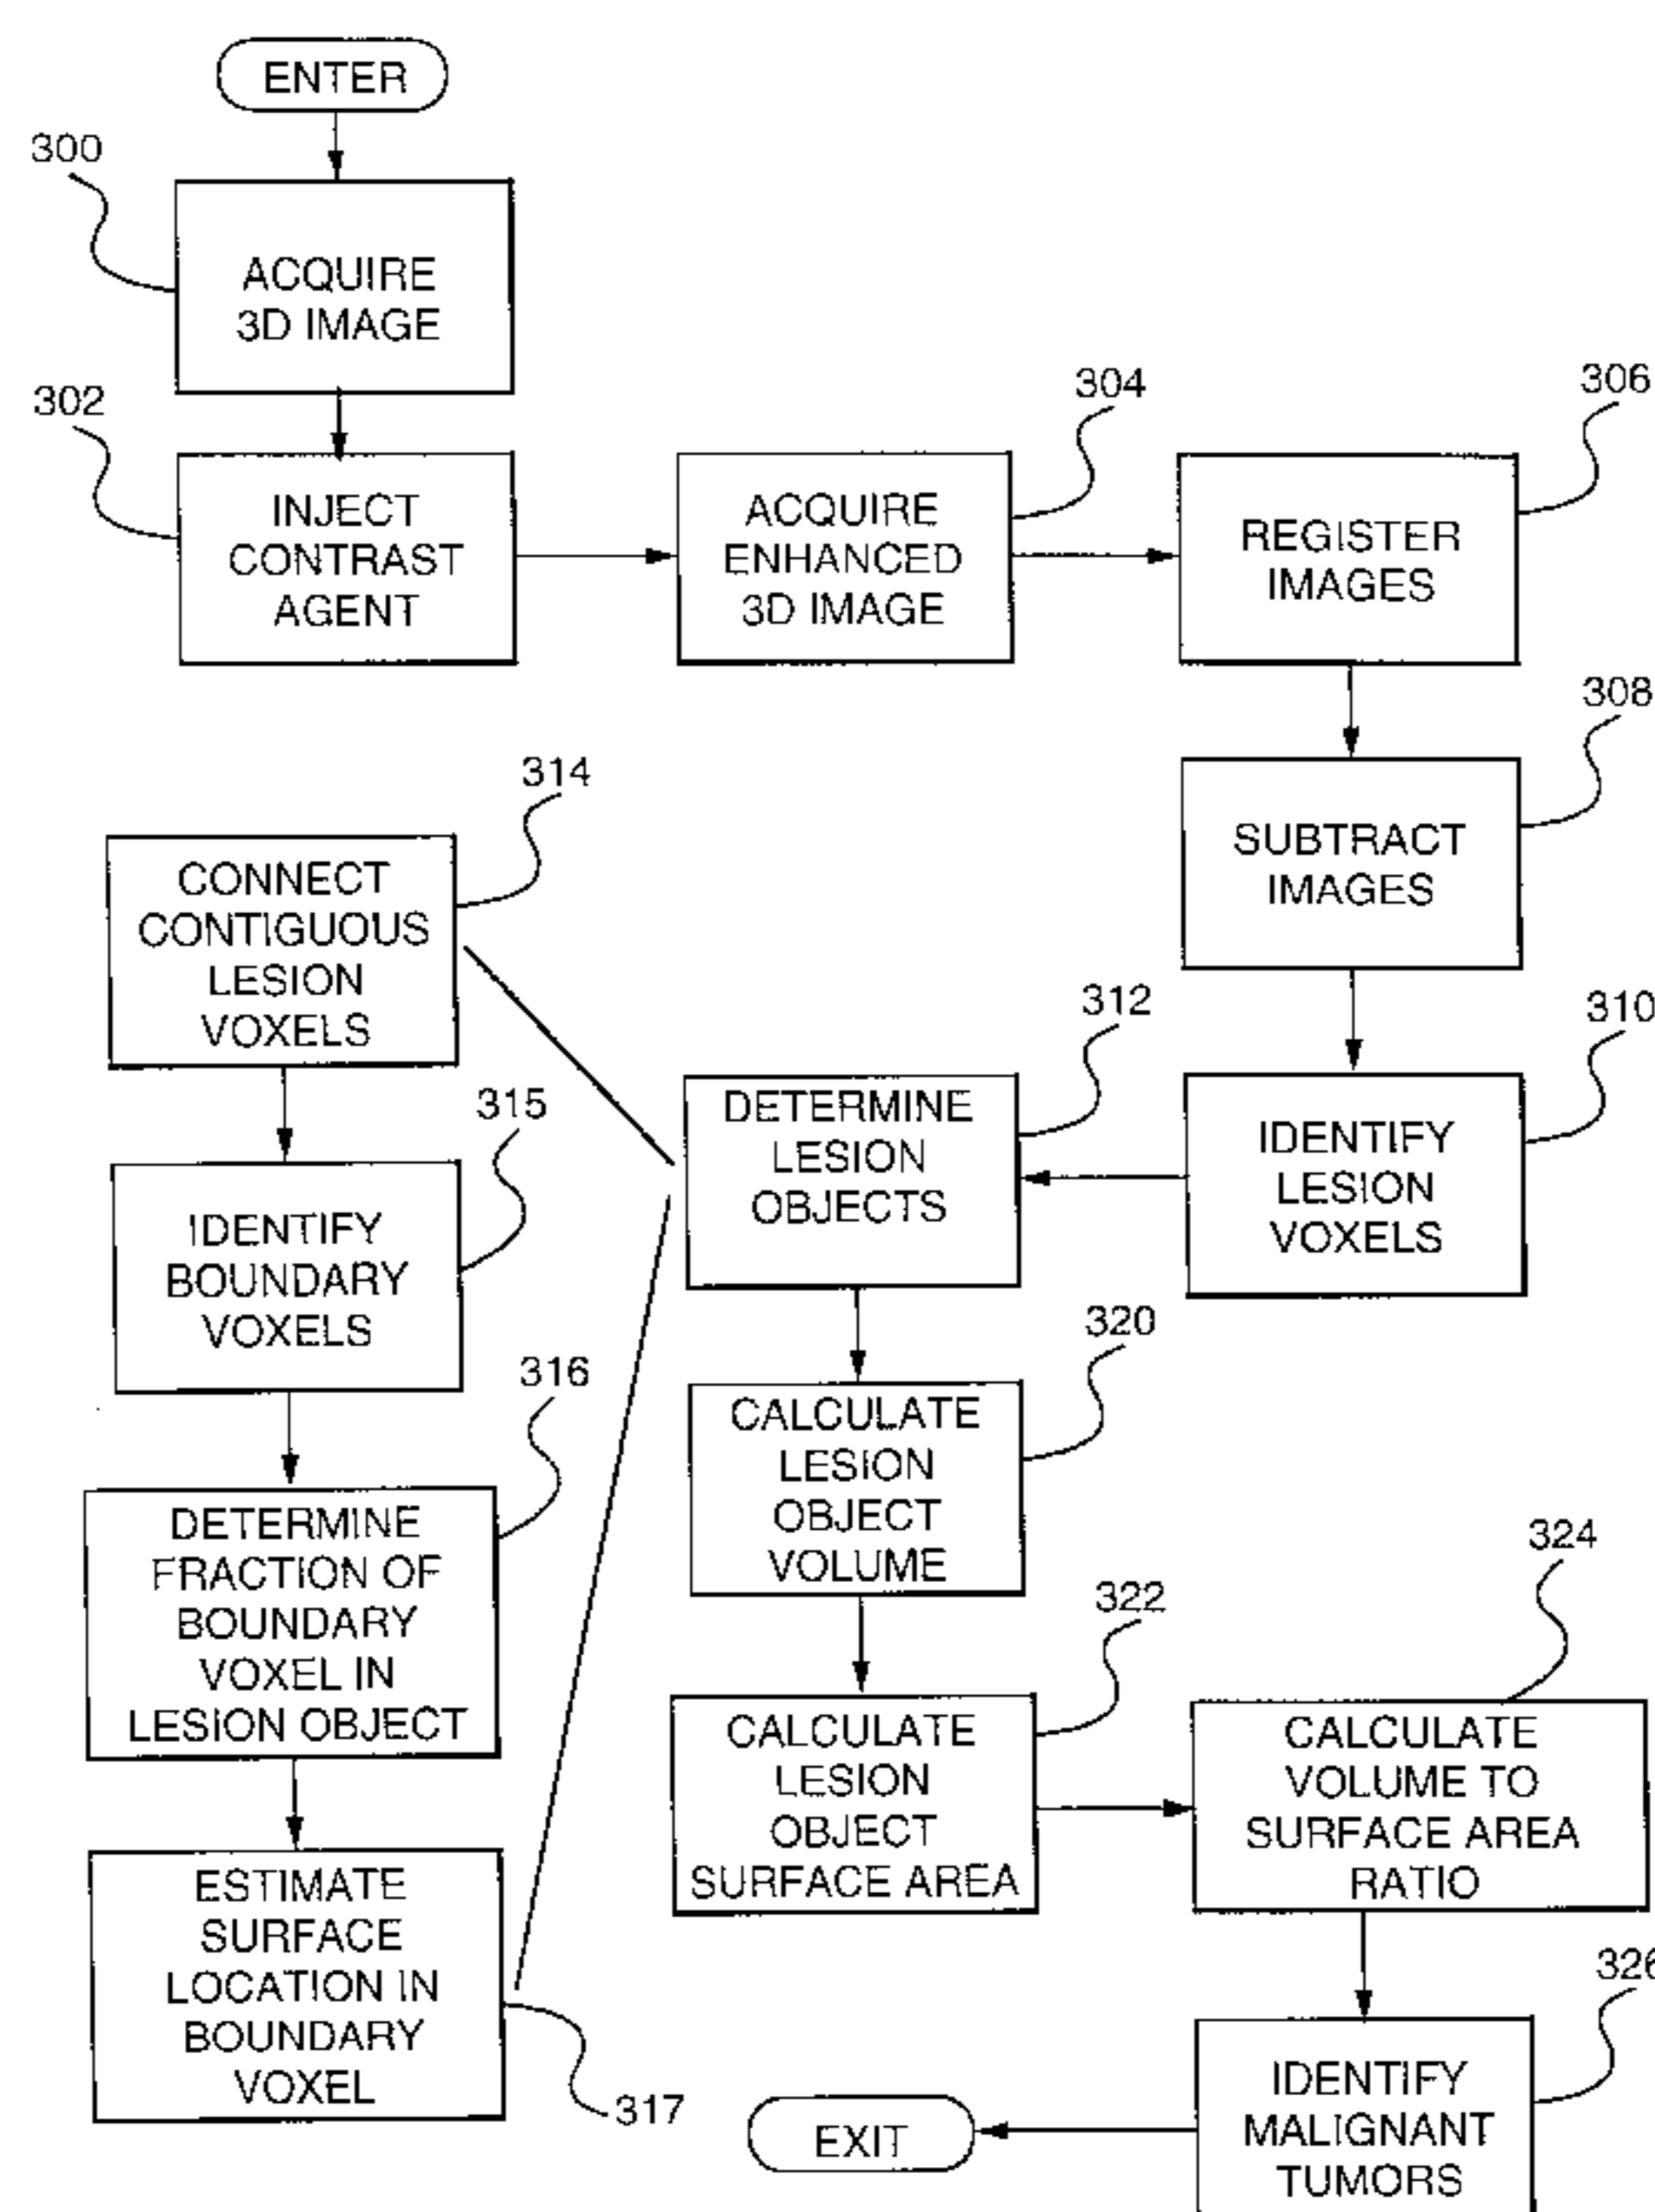 ENTER
300
ACQUIRE
3D IMAGE
302
INJECT
CONTRAST
AGENT
304
ACQUIRE
ENHANCED
3D IMAGE
306
REGISTER
IMAGES
308
SUBTRACT
IMAGES
310
IDENTIFY
LESION
VOXELS
312
DETERMINE
LESION
OBJECTS
314
CONNECT
CONTIGUOUS
LESION
VOXELS
315
IDENTIFY
BOUNDARY
VOXELS
316
DETERMINE
FRACTION OF
BOUNDARY
VOXEL IN
LESION OBJECT
ESTIMATE
SURFACE
LOCATION IN
BOUNDARY
VOXEL
317
320
CALCULATE
LESION
OBJECT
VOLUME
322
CALCULATE
LESION
OBJECT
SURFACE AREA
324
CALCULATE
VOLUME TO
SURFACE AREA
RATIO
326
IDENTIFY
MALIGNANT
TUMORS
EXIT